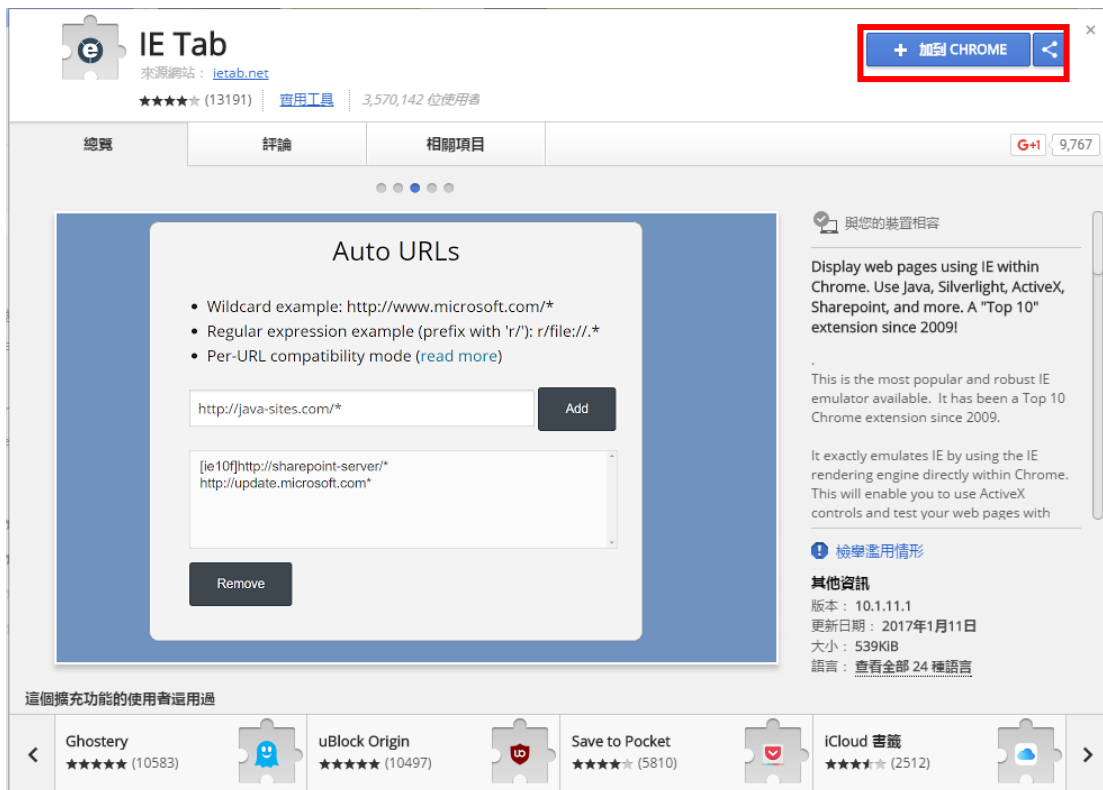 IE Tab
來源網站： ietab.net
(13191) 實用工具 3,570,142 位使用者
+ 加到 CHROME
總覽 評論 相關項目
G+1 9,767
Auto URLs
• Wildcard example: http://www.microsoft.com/*
• Regular expression example (prefix with 'r/'): r/file://.*
• Per-URL compatibility mode (read more)
http://java-sites.com/*
Add
[ie10f]http://sharepoint-server/*
http://update.microsoft.com*
Remove
與您的裝置相容
Display web pages using IE within
Chrome. Use Java, Silverlight, ActiveX,
Sharepoint, and more. A "Top 10"
extension since 2009!
.
This is the most popular and robust IE
emulator available. It has been a Top 10
Chrome extension since 2009.
It exactly emulates IE by using the IE
rendering engine directly within Chrome.
This will enable you to use ActiveX
controls and test your web pages with
檢舉濫用情形
其他資訊
版本： 10.1.11.1
更新日期： 2017年1月11日
大小： 539KiB
語言： 查看全部 24 種語言
這個擴充功能的使用者還用過
Ghostery
(10583)
uBlock Origin
(10497)
Save to Pocket
(5810)
iCloud 書籤
(2512)